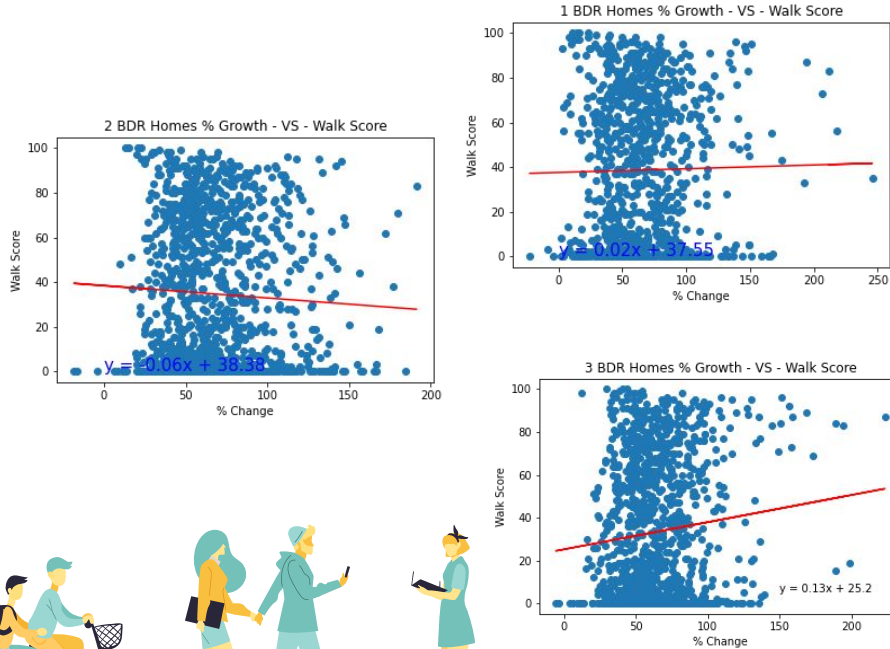 1 BDR Homes % Growth - VS - Walk Score
100
80
60
40
20
0
Walk Score
y = 0.02x + 37.55
0 50 100 150 200 250
% Change
2 BDR Homes % Growth - VS - Walk Score
100
80
60
40
20
0
Walk Score
y = -0.06x + 38.38
0 50 100 150 200
% Change
3 BDR Homes % Growth - VS - Walk Score
100
80
60
40
20
0
Walk Score
y = 0.13x + 25.2
0 50 100 150 200
% Change